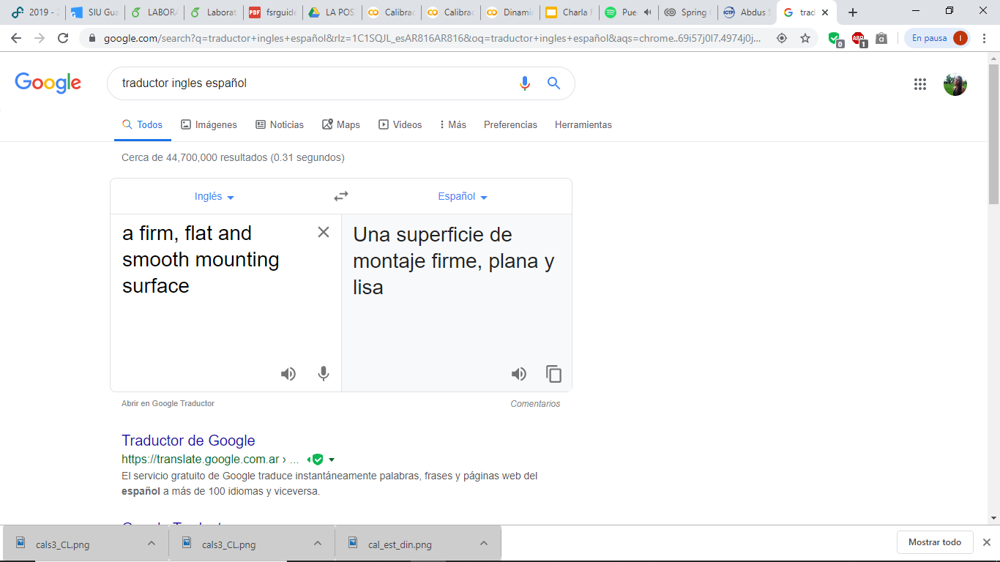 2019 - 2
SIU Gua
LABORA
Laborat
PDF
fsrguide
LA POS
Calibrac
Calibrac
Dinami
Charla F
Pue
Spring
ICTP
Abdus S
trad
google.com/search?q=traductor+ingles+español&rlz=1C1SQJL_esAR816AR816&oq=traductor+ingles+español&aqs=chrome..69i57j0l7.4974j0j...
0
ABP
1
a
En pausa
I
Google
traductor ingles español
Todos
Imágenes
Noticias
Maps
Videos
Más
Preferencias
Herramientas
Cerca de 44,700,000 resultados (0.31 segundos)
Inglés
Español
a firm, flat and
smooth mounting
surface
Una superficie de
montaje firme, plana y
lisa
Abrir en Google Traductor
Comentarios
Traductor de Google
https://translate.google.com.ar › ...
El servicio gratuito de Google traduce instantáneamente palabras, frases y páginas web del
español a más de 100 idiomas y viceversa.
cals3_CL.png
cals3_CL.png
cal_est_din.png
Mostrar todo